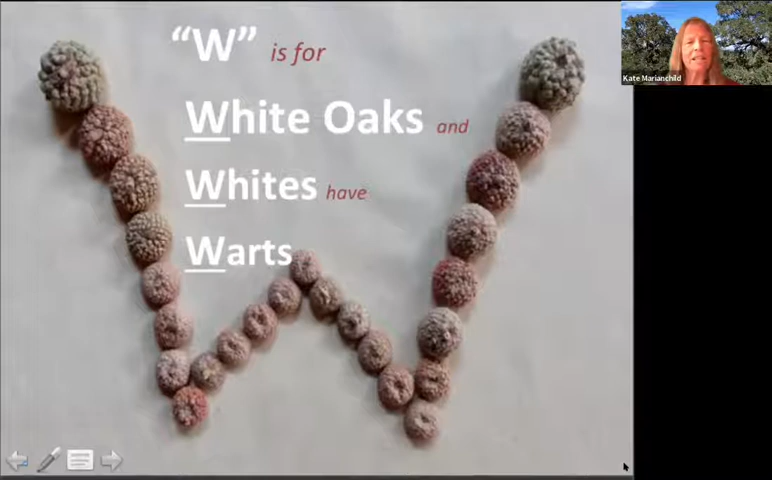 “W” is for
White Oaks and
Whites have
Warts
Kate Marianchild